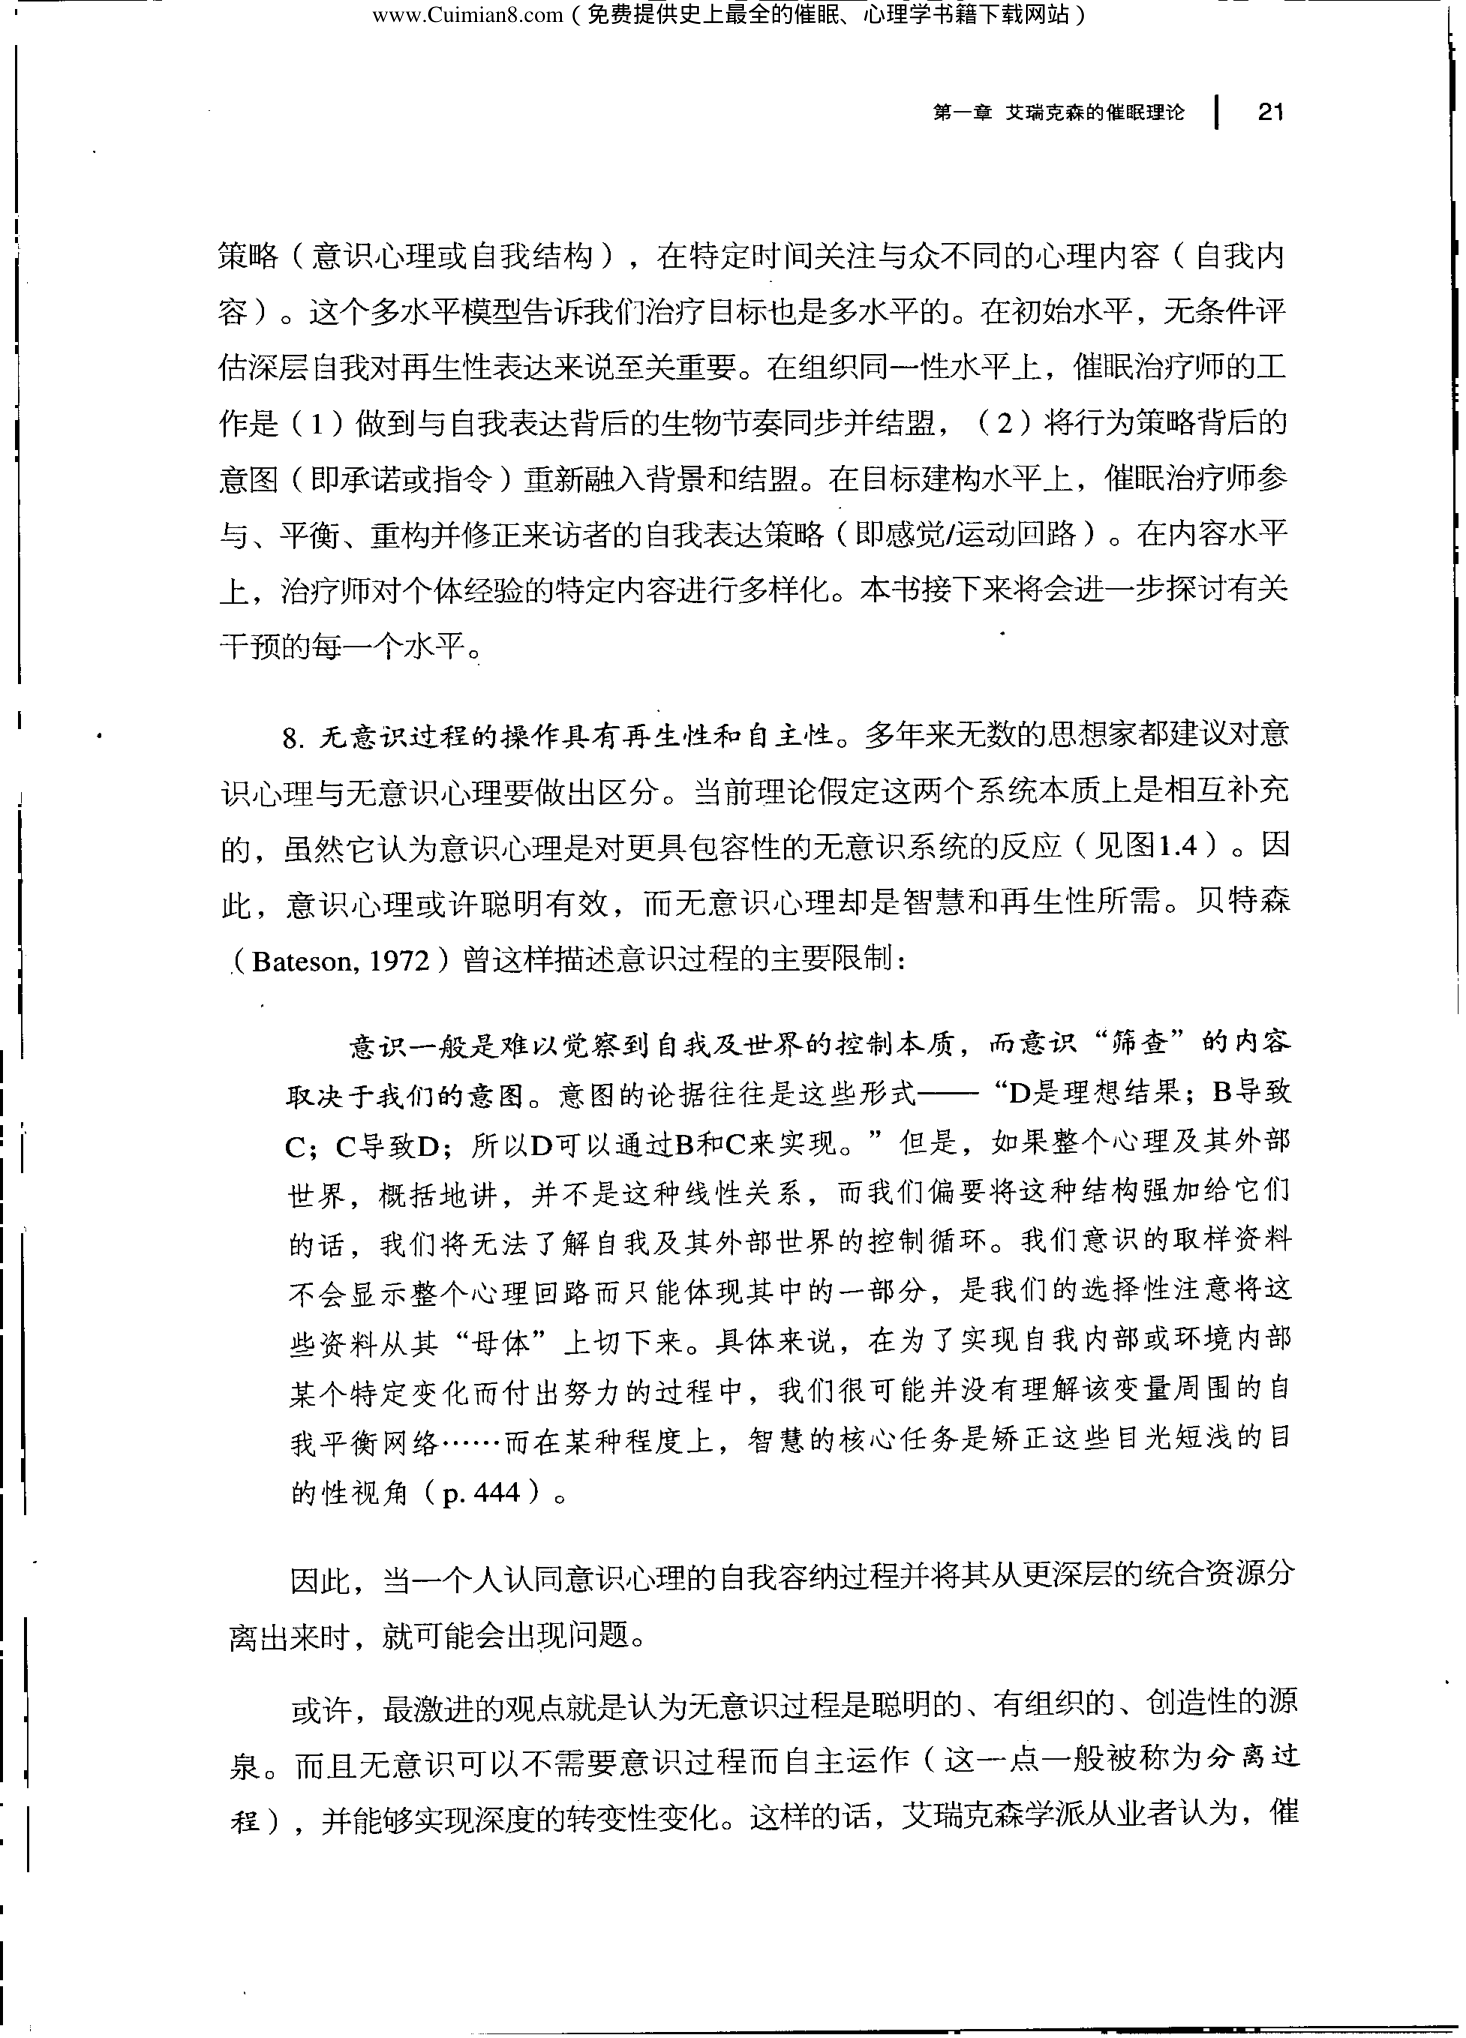 www.Cuimian8.com（免费提供史上最全的催眠、心理学书籍下载网站）
第一章 艾瑞克森的催眠理论 | 21
策略（意识心理或自我结构），在特定时间关注与众不同的心理内容（自我内
容）。这个多水平模型告诉我们治疗目标也是多水平的。在初始水平，无条件评
估深层自我对再生性表达来说至关重要。在组织同一性水平上，催眠治疗师的工
作是（1）做到与自我表达背后的生物节奏同步并结盟，（2）将行为策略背后的
意图（即承诺或指令）重新融入背景和结盟。在目标建构水平上，催眠治疗师参
与、平衡、重构并修正来访者的自我表达策略（即感觉/运动回路）。在内容水平
上，治疗师对个体经验的特定内容进行多样化。本书接下来将会进一步探讨有关
干预的每一个水平。
8. 无意识过程的操作具有再生性和自主性。多年来无数的思想家都建议对意
识心理与无意识心理要做出区分。当前理论假定这两个系统本质上是相互补充
的，虽然它认为意识心理是对更具包容性的无意识系统的反应（见图1.4）。因
此，意识心理或许聪明有效，而无意识心理却是智慧和再生性所需。贝特森
（Bateson, 1972）曾这样描述意识过程的主要限制：
意识一般是难以觉察到自我及世界的控制本质，而意识“筛查”的内容
取决于我们的意图。意图的论据往往是这些形式——“D是理想结果；B导致
C；C导致D；所以D可以通过B和C来实现。”但是，如果整个心理及其外部
世界，概括地讲，并不是这种线性关系，而我们偏要将这种结构强加给它们
的话，我们将无法了解自我及其外部世界的控制循环。我们意识的取样资料
不会显示整个心理回路而只能体现其中的一部分，是我们的选择性注意将这
些资料从其“母体”上切下来。具体来说，在为了实现自我内部或环境内部
某个特定变化而付出努力的过程中，我们很可能并没有理解该变量周围的自
我平衡网络……而在某种程度上，智慧的核心任务是矫正这些目光短浅的目
的性视角（p. 444）。
因此，当一个人认同意识心理的自我容纳过程并将其从更深层的统合资源分
离出来时，就可能会出现问题。
或许，最激进的观点就是认为无意识过程是聪明的、有组织的、创造性的源
泉。而且无意识可以不需要意识过程而自主运作（这一点一般被称为分离过
程），并能够实现深度的转变性变化。这样的话，艾瑞克森学派从业者认为，催